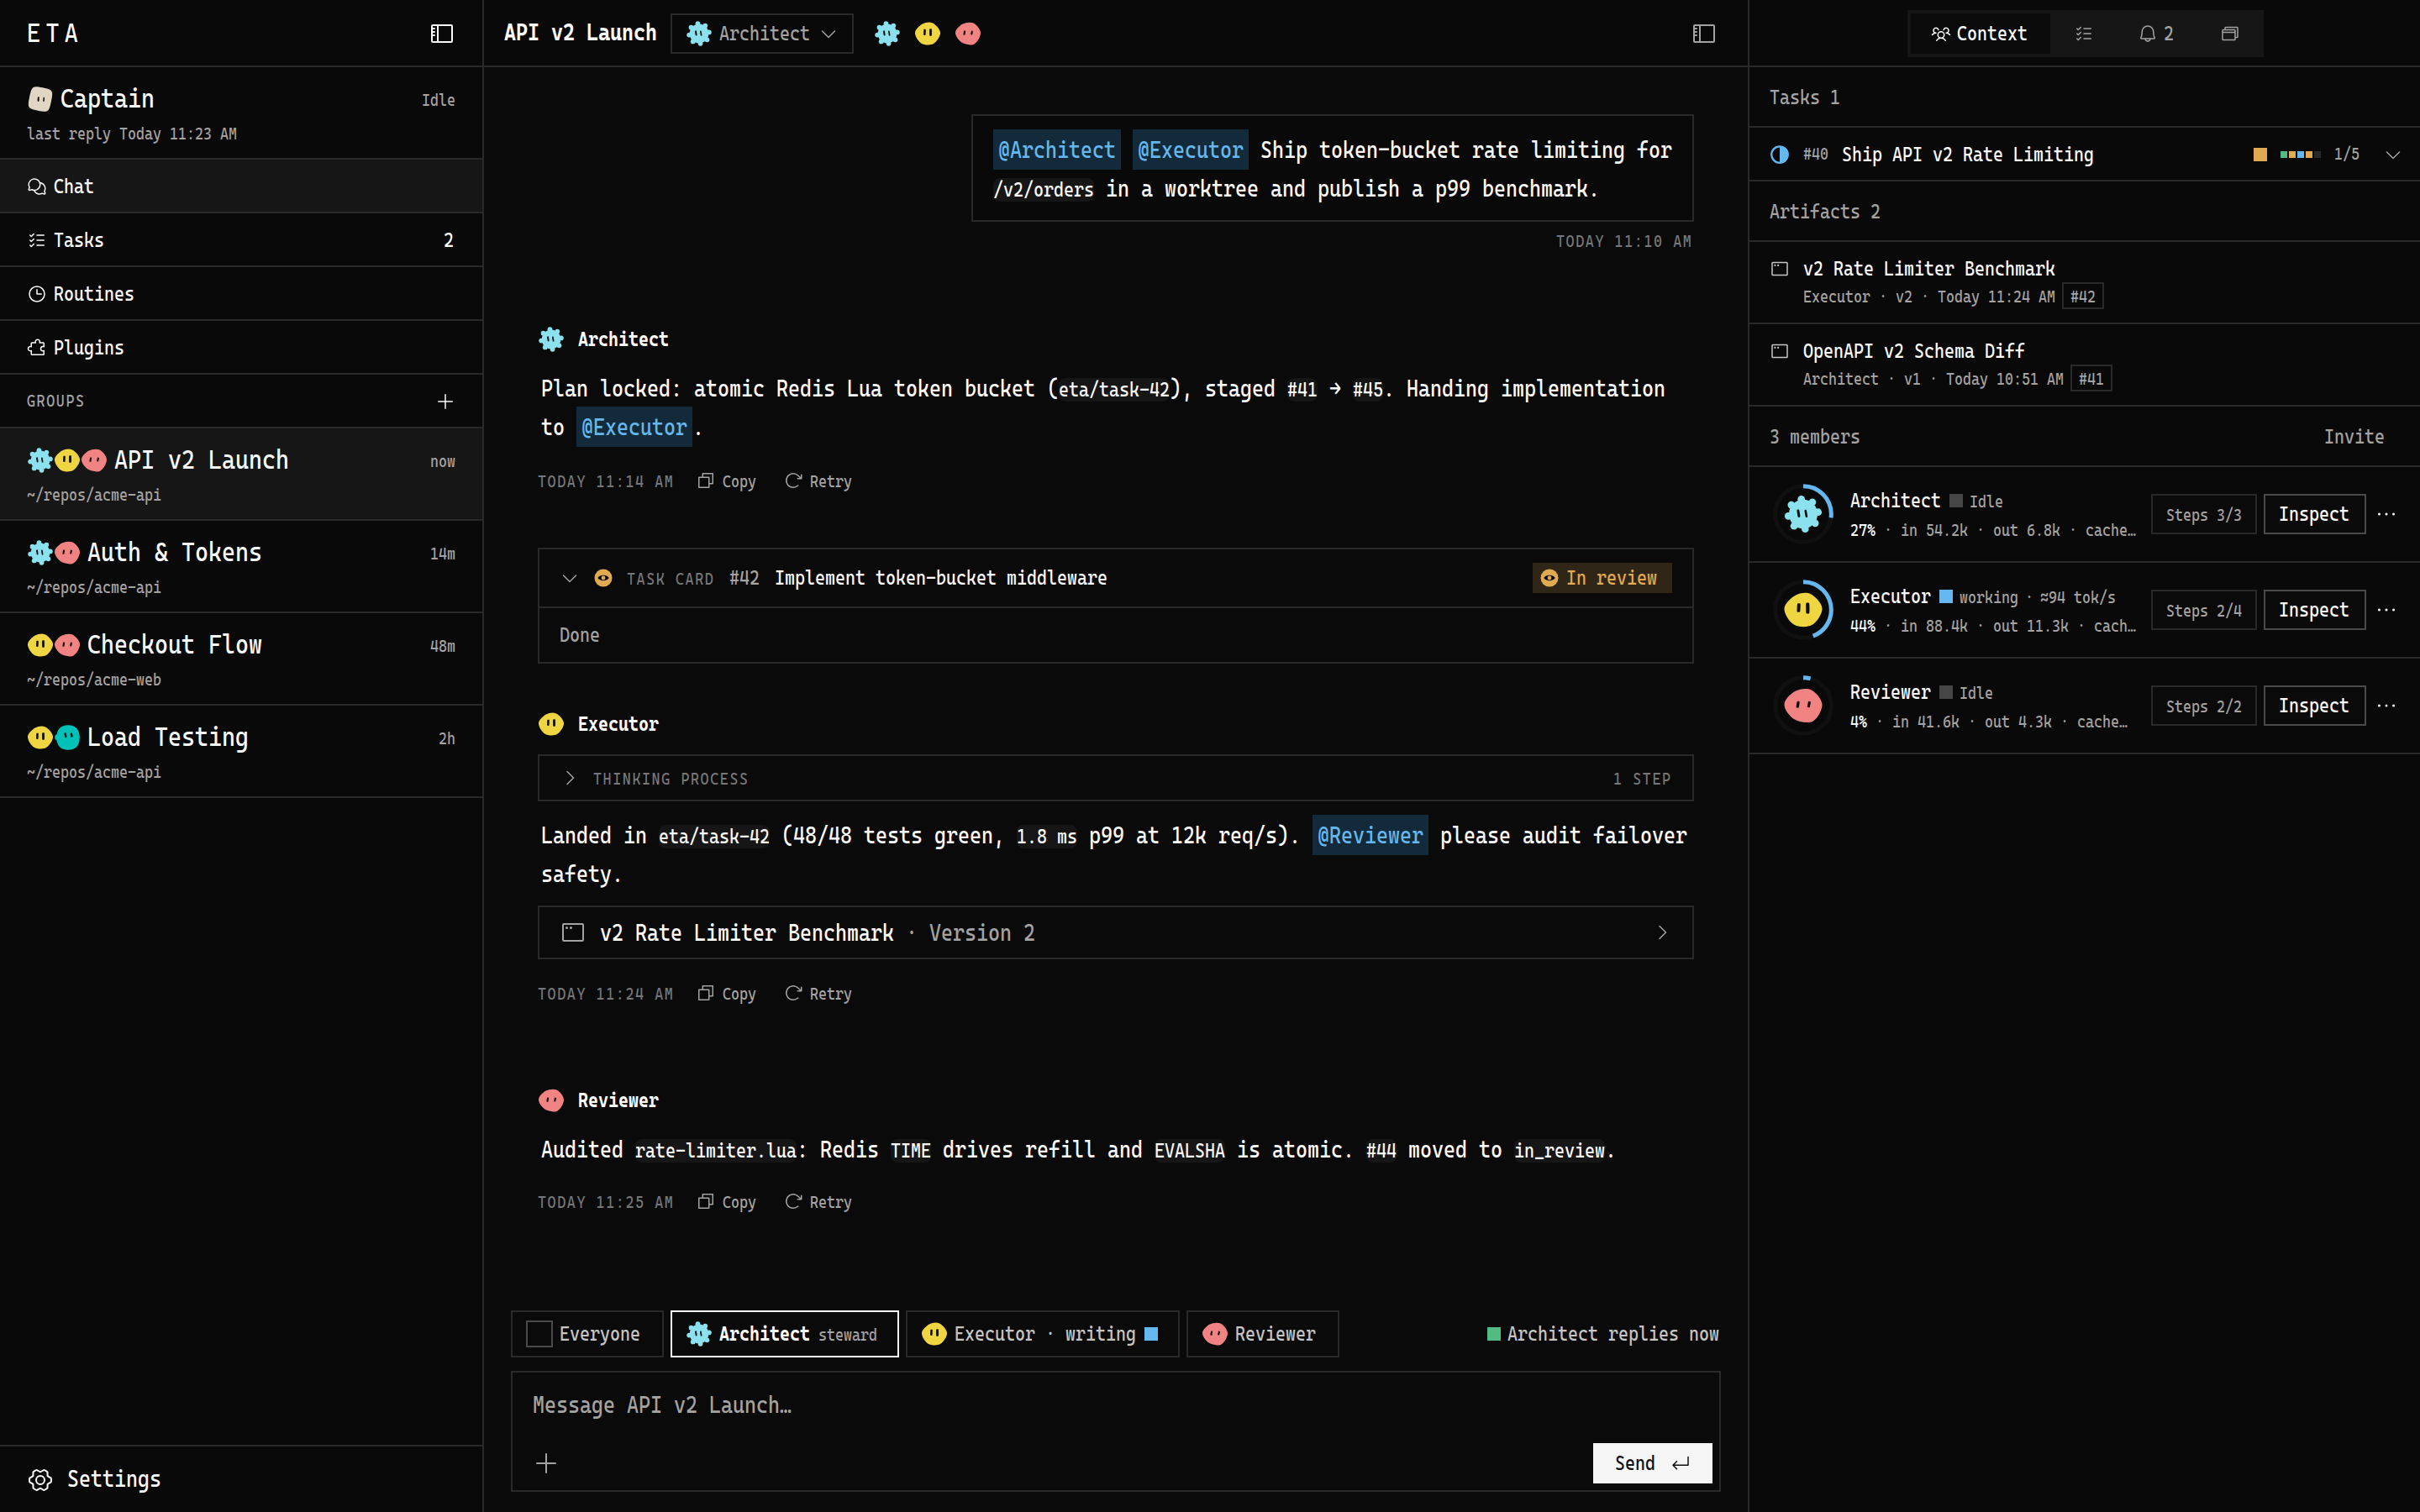 ETA
Captain
Idle
last reply Today 11:23 AM
Chat
Tasks
2
Routines
Plugins
GROUPS
API v2 Launch
now
~/repos/acme-api
Auth & Tokens
14m
~/repos/acme-api
Checkout Flow
48m
~/repos/acme-web
Load Testing
2h
~/repos/acme-api
Settings
API v2 Launch
Architect
@Architect @Executor Ship token-bucket rate limiting for
/v2/orders in a worktree and publish a p99 benchmark.
TODAY 11:10 AM
Architect
Plan locked: atomic Redis Lua token bucket (eta/task-42), staged #41 → #45. Handing implementation
to @Executor.
TODAY 11:14 AM Copy Retry
TASK CARD #42 Implement token-bucket middleware
In review
Done
Executor
THINKING PROCESS
1 STEP
Landed in eta/task-42 (48/48 tests green, 1.8 ms p99 at 12k req/s). @Reviewer please audit failover
safety.
v2 Rate Limiter Benchmark · Version 2
TODAY 11:24 AM Copy Retry
Reviewer
Audited rate-limiter.lua: Redis TIME drives refill and EVALSHA is atomic. #44 moved to in_review.
TODAY 11:25 AM Copy Retry
Everyone
Architect steward
Executor · writing
Reviewer
Architect replies now
Message API v2 Launch…
Send
Context
2
Tasks 1
#40 Ship API v2 Rate Limiting
1/5
Artifacts 2
v2 Rate Limiter Benchmark
Executor · v2 · Today 11:24 AM #42
OpenAPI v2 Schema Diff
Architect · v1 · Today 10:51 AM #41
3 members
Invite
Architect Idle
27% · in 54.2k · out 6.8k · cache…
Steps 3/3
Inspect
Executor working · ≈94 tok/s
44% · in 88.4k · out 11.3k · cach…
Steps 2/4
Inspect
Reviewer Idle
4% · in 41.6k · out 4.3k · cache…
Steps 2/2
Inspect